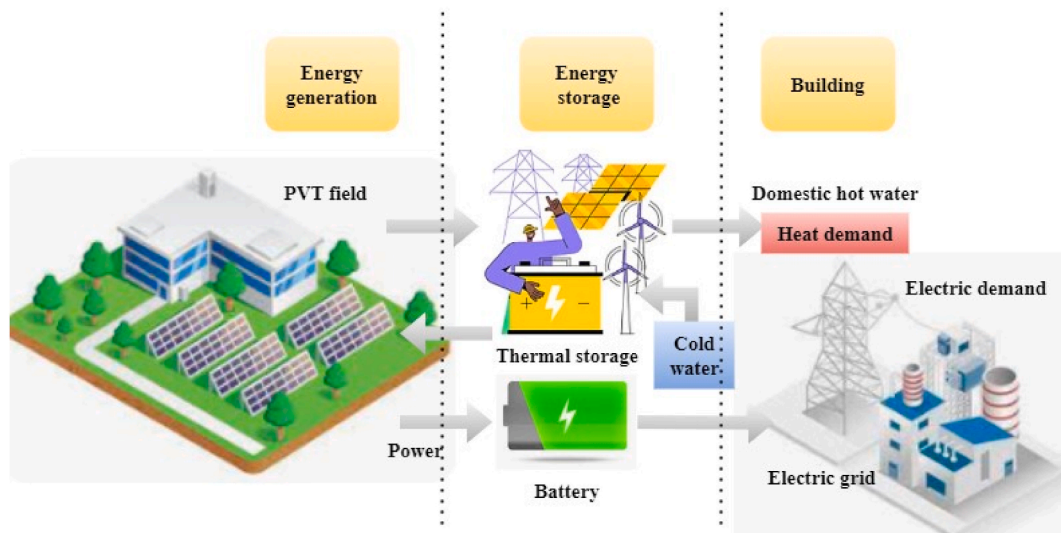 Energy
generation
Energy
storage
Building
PVT field
Domestic hot water
Heat demand
Electric demand
Thermal storage
Cold
water
Power
Battery
Electric grid